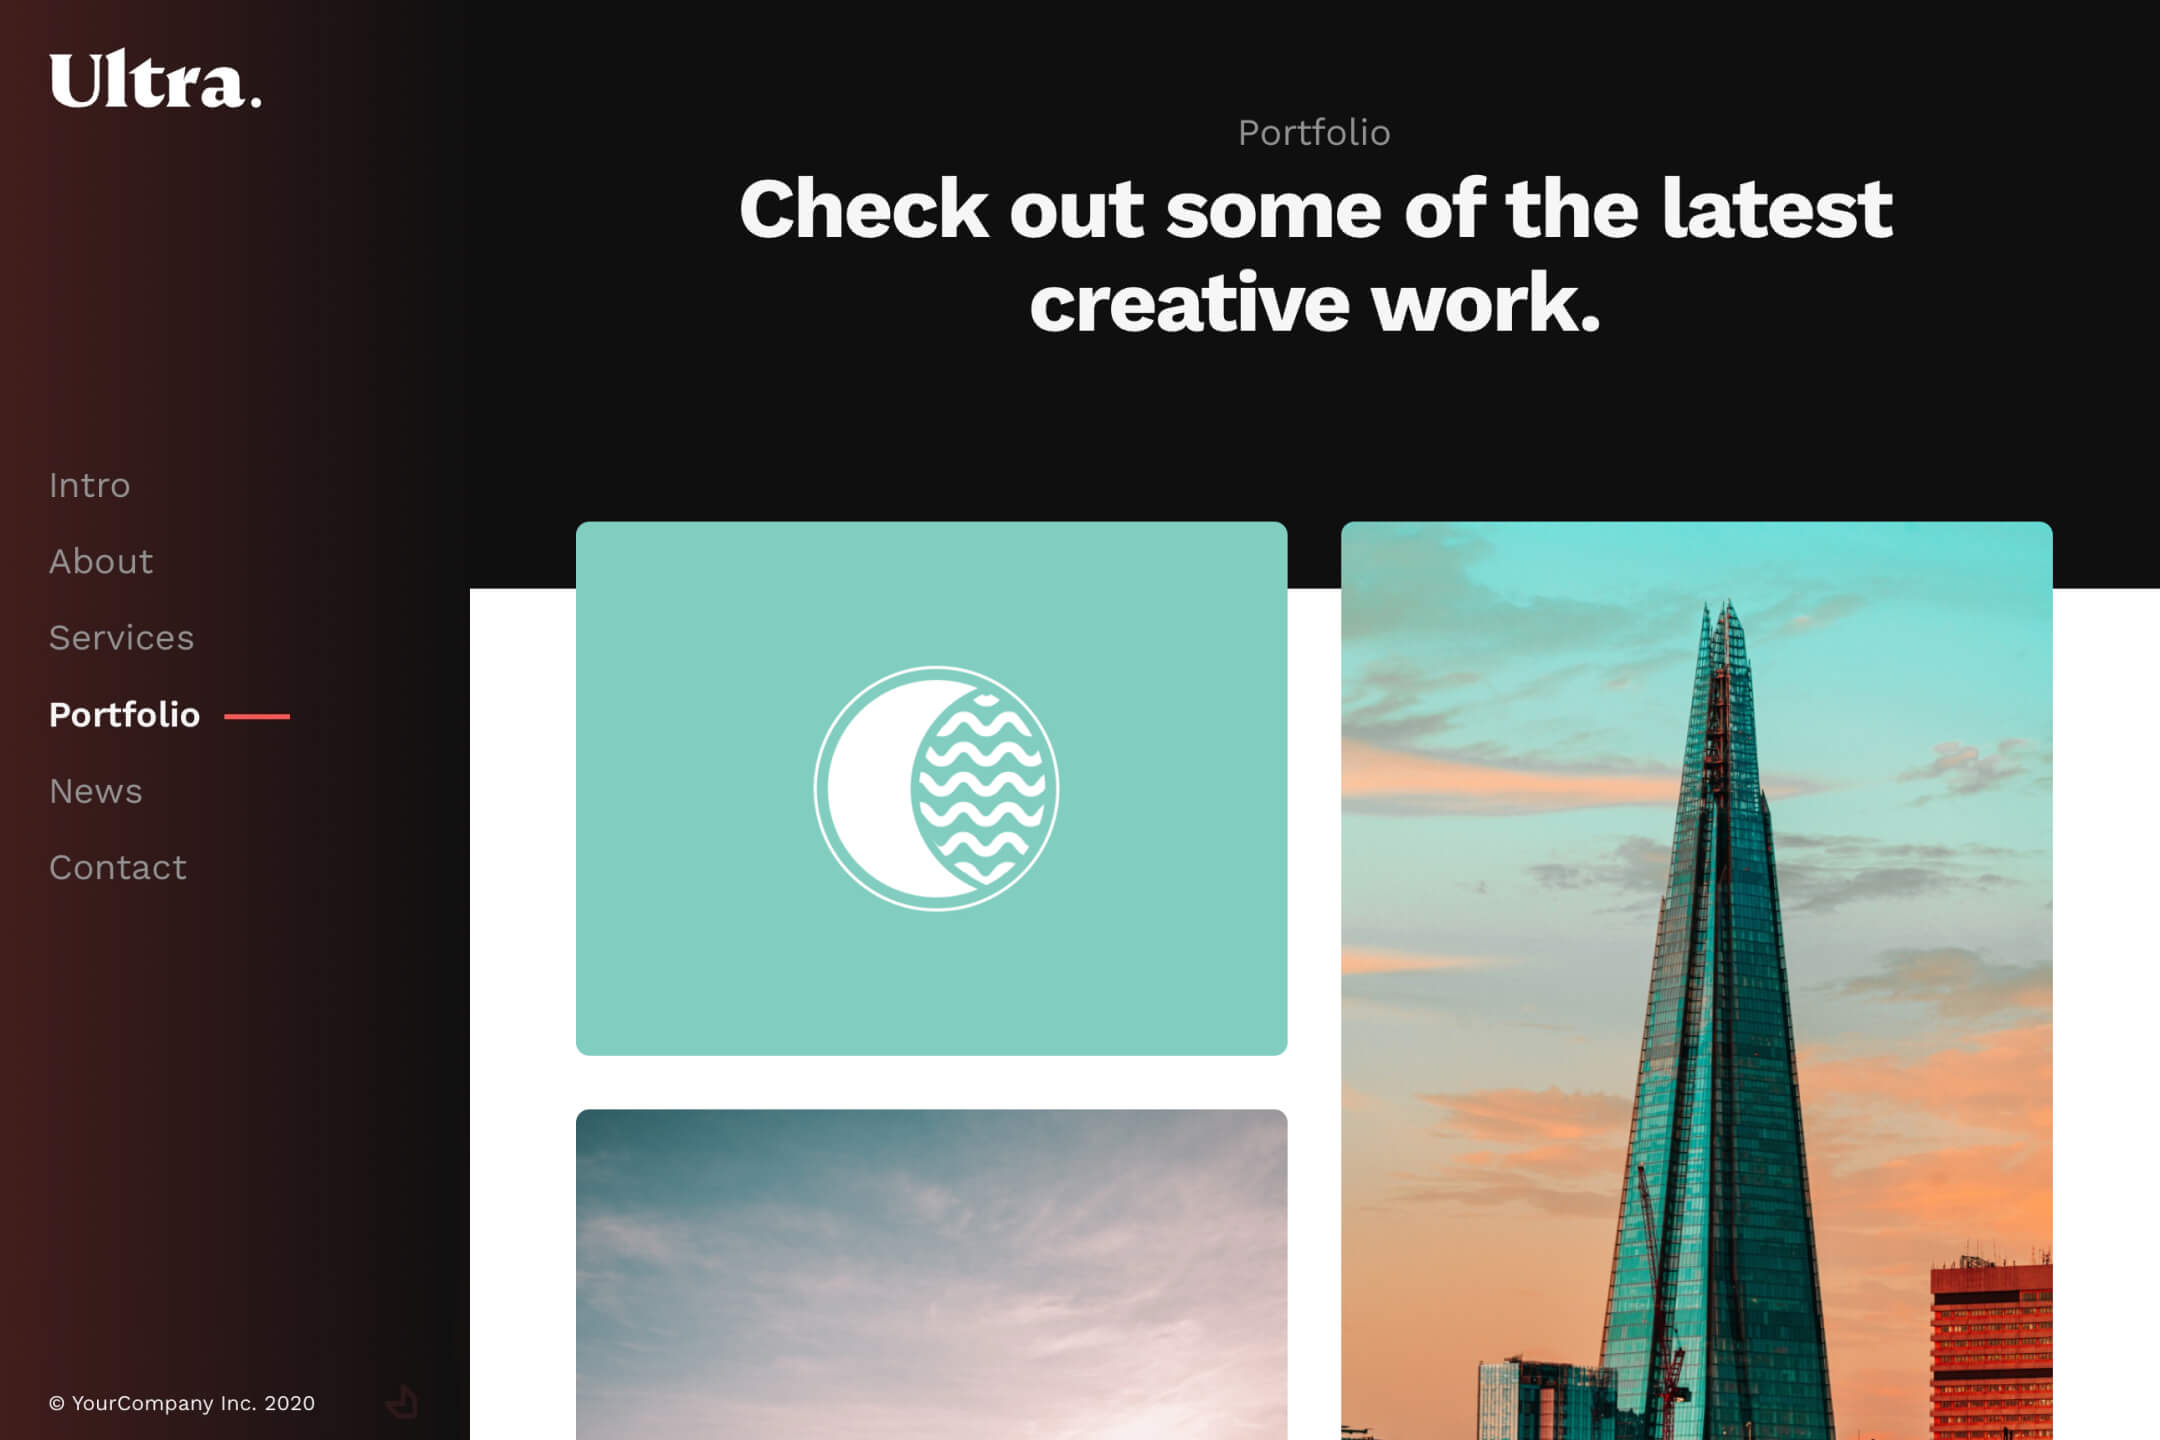 Ultra.
Intro
About
Services
Portfolio
News
Contact
© YourCompany Inc. 2020
Portfolio
Check out some of the latest
creative work.